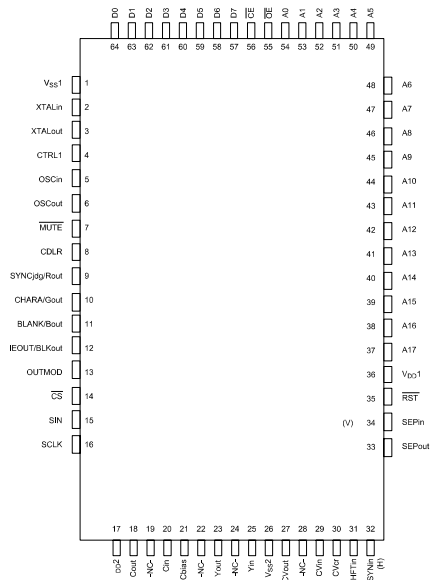 D0 D1 D2 D3 D4 D5 D6 D7 CE OE A0 A1 A2 A3 A4 A5
64 63 62 61 60 59 58 57 56 55 54 53 52 51 50 49
VSS1 1 48 A6
XTALin 2 47 A7
XTALout 3 46 A8
CTRL1 4 45 A9
OSCin 5 44 A10
OSCout 6 43 A11
MUTE 7 42 A12
CDLR 8 41 A13
SYNCjdg/Rout 9 40 A14
CHARA/Gout 10 39 A15
BLANK/Bout 11 38 A16
IEOUT/BLKout 12 37 A17
OUTMOD 13 36 VDD1
CS 14 35 RST
SIN 15 (V) 34 SEPin
SCLK 16 33 SEPout
17 18 19 20 21 22 23 24 25 26 27 28 29 30 31 32
DD2 Cout -NC- Cin Cbias -NC- Yout -NC- Yin VSS2 CVout -NC- CVin CVcr HFTin SYNin
(H)